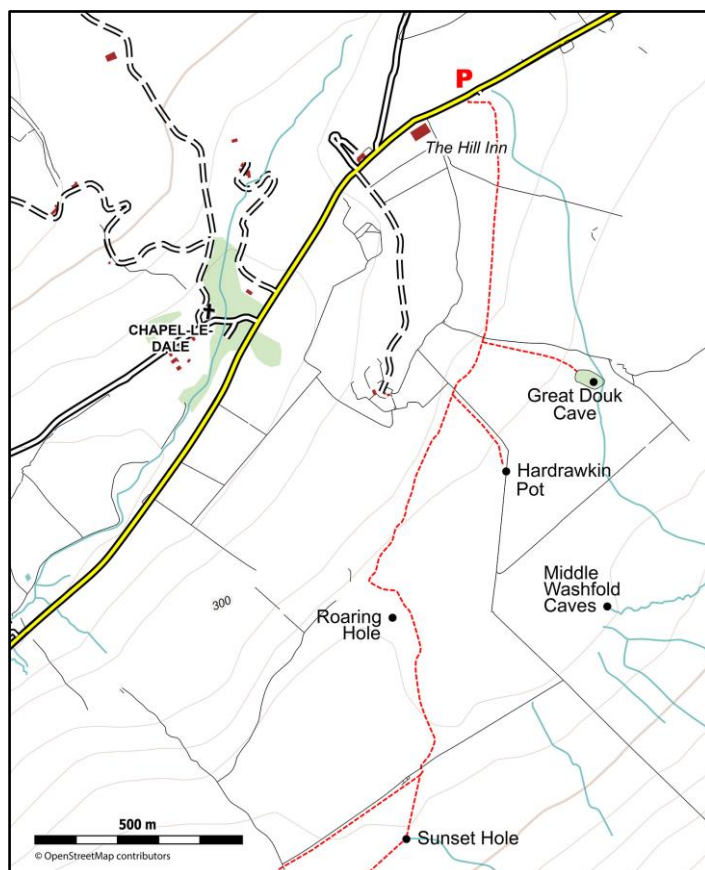 P
The Hill Inn
CHAPEL-LE-
DALE
Great Douk
Cave
Hardrawkin
Pot
Middle
Washfold
Caves
300
Roaring
Hole
500 m
Sunset Hole
© OpenStreetMap contributors